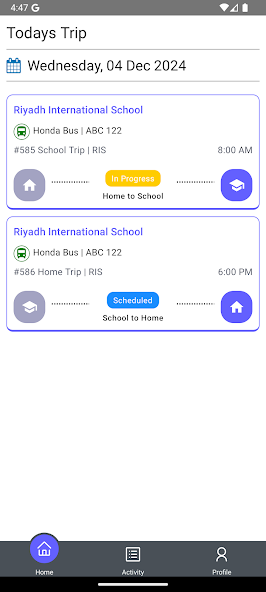 4:47 G
Todays Trip
Wednesday, 04 Dec 2024
Riyadh International School
Honda Bus | ABC 122
#585 School Trip | RIS 8:00 AM
In Progress
Home to School
Riyadh International School
Honda Bus | ABC 122
#586 Home Trip | RIS 6:00 PM
Scheduled
School to Home
Home Activity Profile